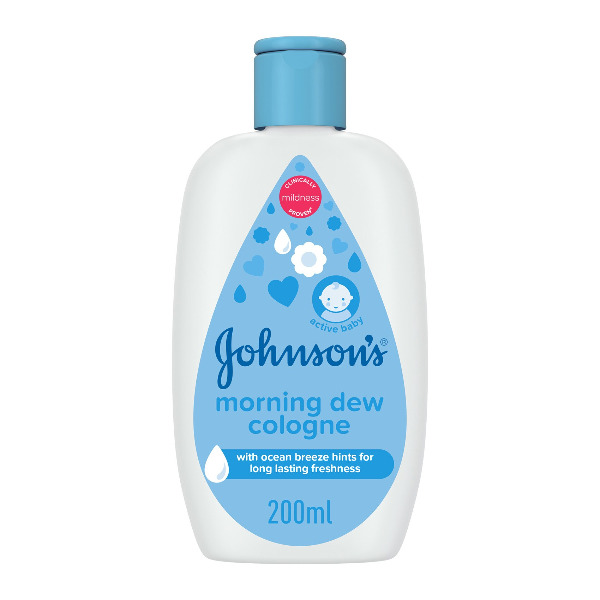 CLINICALLY
mildness
PROVEN*
active baby
Johnson's®
morning dew
cologne
with ocean breeze hints for
long lasting freshness
200ml